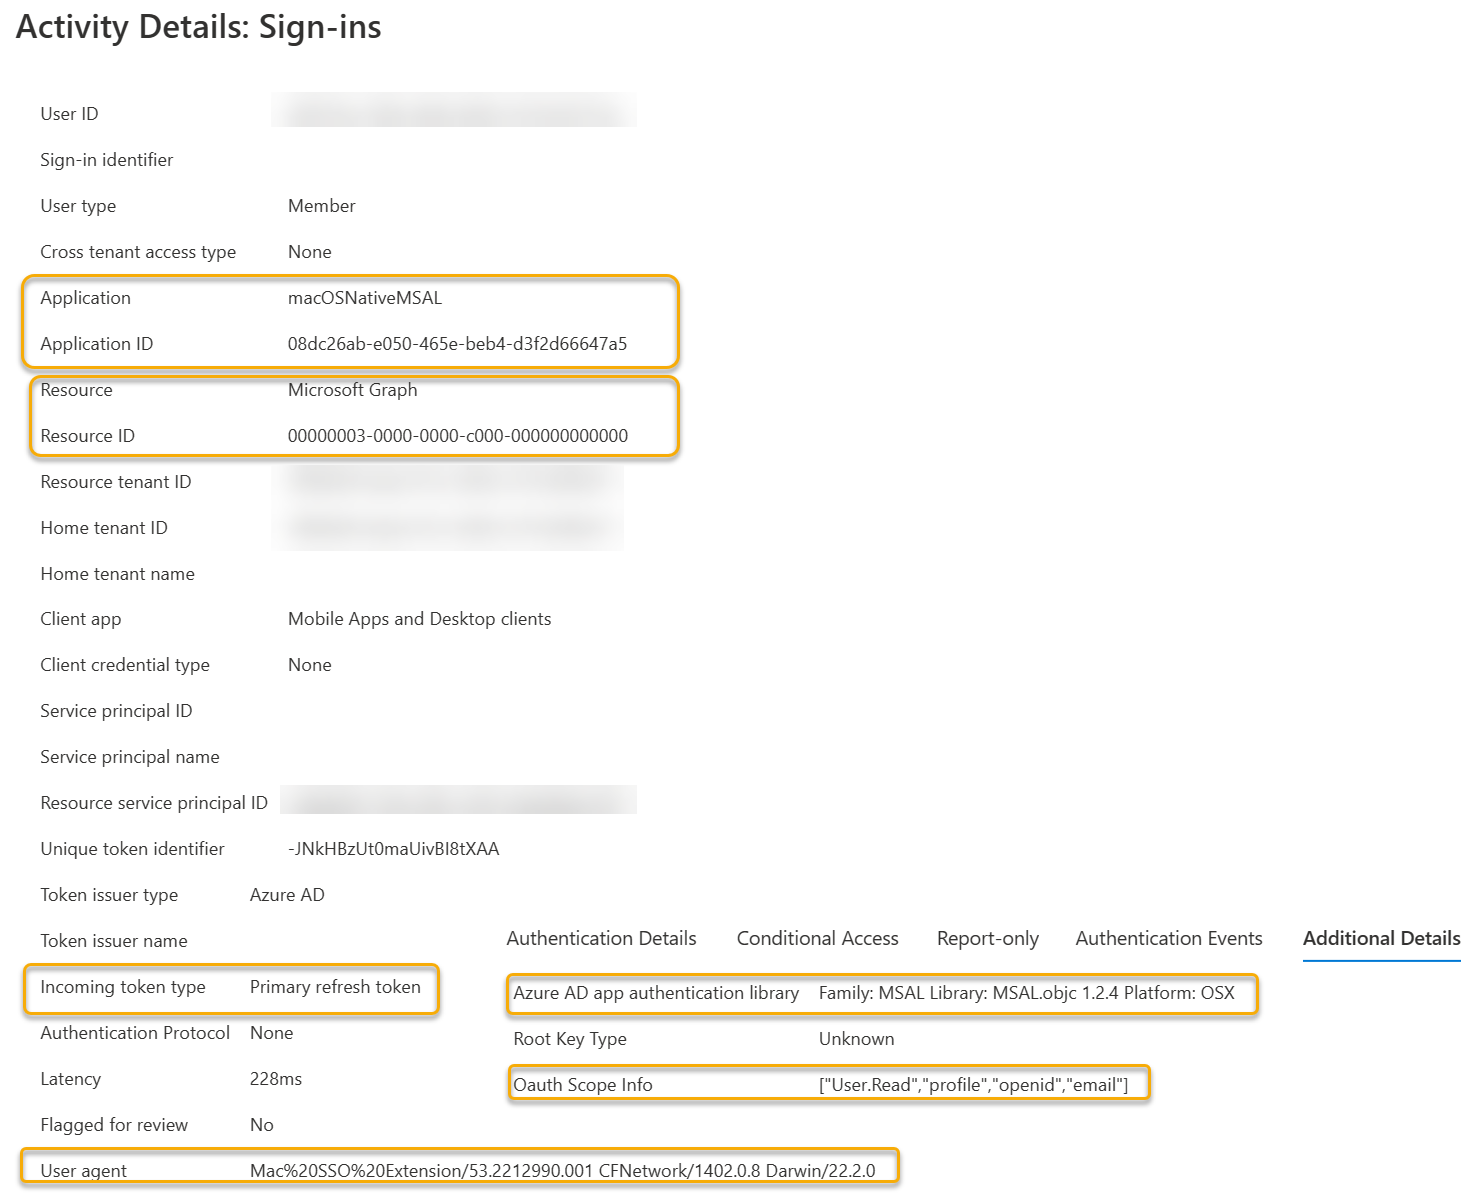 Activity Details: Sign-ins
User ID
Sign-in identifier
User type Member
Cross tenant access type None
Application macOSNativeMSAL
Application ID 08dc26ab-e050-465e-beb4-d3f2d66647a5
Resource Microsoft Graph
Resource ID 00000003-0000-0000-c000-000000000000
Resource tenant ID
Home tenant ID
Home tenant name
Client app Mobile Apps and Desktop clients
Client credential type None
Service principal ID
Service principal name
Resource service principal ID
Unique token identifier -JNkHBzUt0maUivBI8tXAA
Token issuer type Azure AD
Token issuer name
Incoming token type Primary refresh token
Authentication Protocol None
Latency 228ms
Flagged for review No
User agent Mac%20SSO%20Extension/53.2212990.001 CFNetwork/1402.0.8 Darwin/22.2.0
Authentication Details Conditional Access Report-only Authentication Events Additional Details
Azure AD app authentication library Family: MSAL Library: MSAL.objc 1.2.4 Platform: OSX
Root Key Type Unknown
Oauth Scope Info ["User.Read","profile","openid","email"]